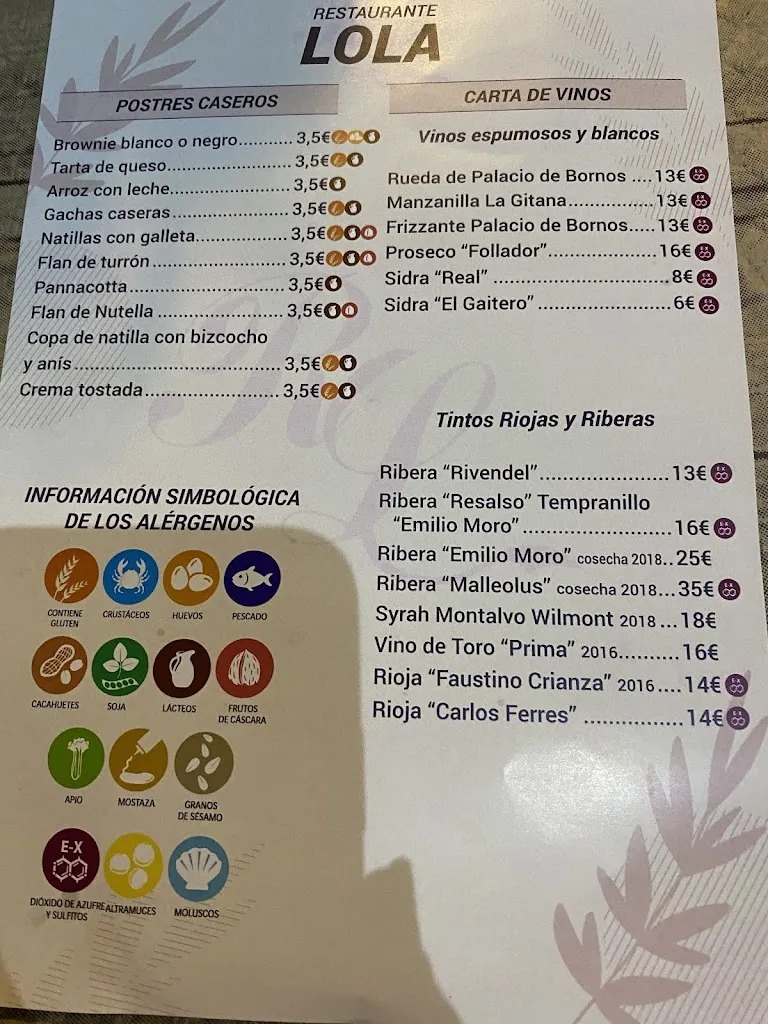 RESTAURANTE
LOLA
POSTRES CASEROS
Brownie blanco o negro.......... 3,5€
Tarta de queso....................... 3,5€
Arroz con leche...................... 3,5€
Gachas caseras...................... 3,5€
Natillas con galleta................. 3,5€
Flan de turrón......................... 3,5€
Pannacotta............................. 3,5€
Flan de Nutella ....................... 3,5€
Copa de natilla con bizcocho
y anís...................................... 3,5€
Crema tostada........................ 3,5€
INFORMACIÓN SIMBOLÓGICA
DE LOS ALÉRGENOS
CONTIENE
GLUTEN
CRUSTÁCEOS
HUEVOS
PESCADO
CACAHUETES
SOJA
LÁCTEOS
FRUTOS
DE CÁSCARA
APIO
MOSTAZA
GRANOS
DE SÉSAMO
E-X
DIÓXIDO DE AZUFRE
Y SULFITOS
ALTRAMUCES
MOLUSCOS
CARTA DE VINOS
Vinos espumosos y blancos
Rueda de Palacio de Bornos ....13€ E-X
Manzanilla La Gitana................13€ E-X
Frizzante Palacio de Bornos.....13€ E-X
Proseco “Follador”....................16€ E-X
Sidra “Real” ................................8€ E-X
Sidra “El Gaitero” .........................6€ E-X
Tintos Riojas y Riberas
Ribera “Rivendel”......................13€ E-X
Ribera “Resalso” Tempranillo
“Emilio Moro” .........................16€ E-X
Ribera “Emilio Moro” cosecha 2018..25€
Ribera “Malleolus” cosecha 2018...35€ E-X
Syrah Montalvo Wilmont 2018 ...18€
Vino de Toro “Prima” 2016..........16€
Rioja “Faustino Crianza” 2016....14€ E-X
Rioja “Carlos Ferres” ................14€ E-X
RL